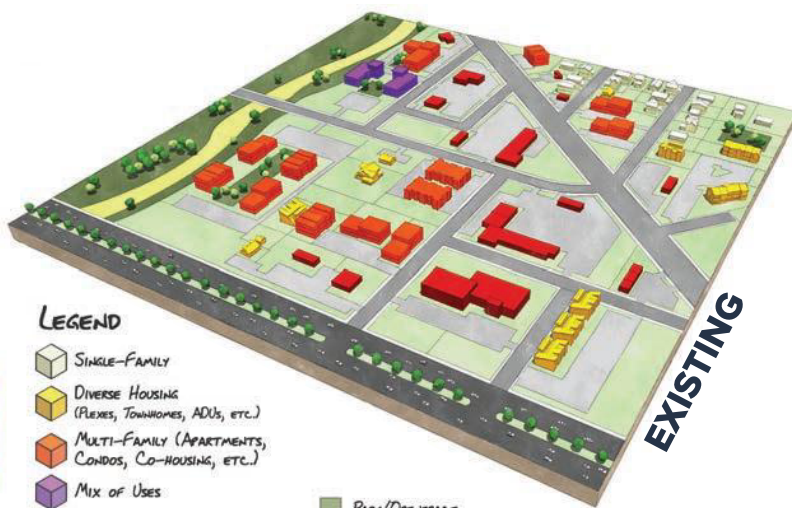 EXISTING
LEGEND
SINGLE-FAMILY
DIVERSE HOUSING
(PLEXES, TOWNHOMES, ADUS, ETC.)
MULTI-FAMILY (APARTMENTS,
CONDOS, CO-HOUSING, ETC.)
MIX OF USES